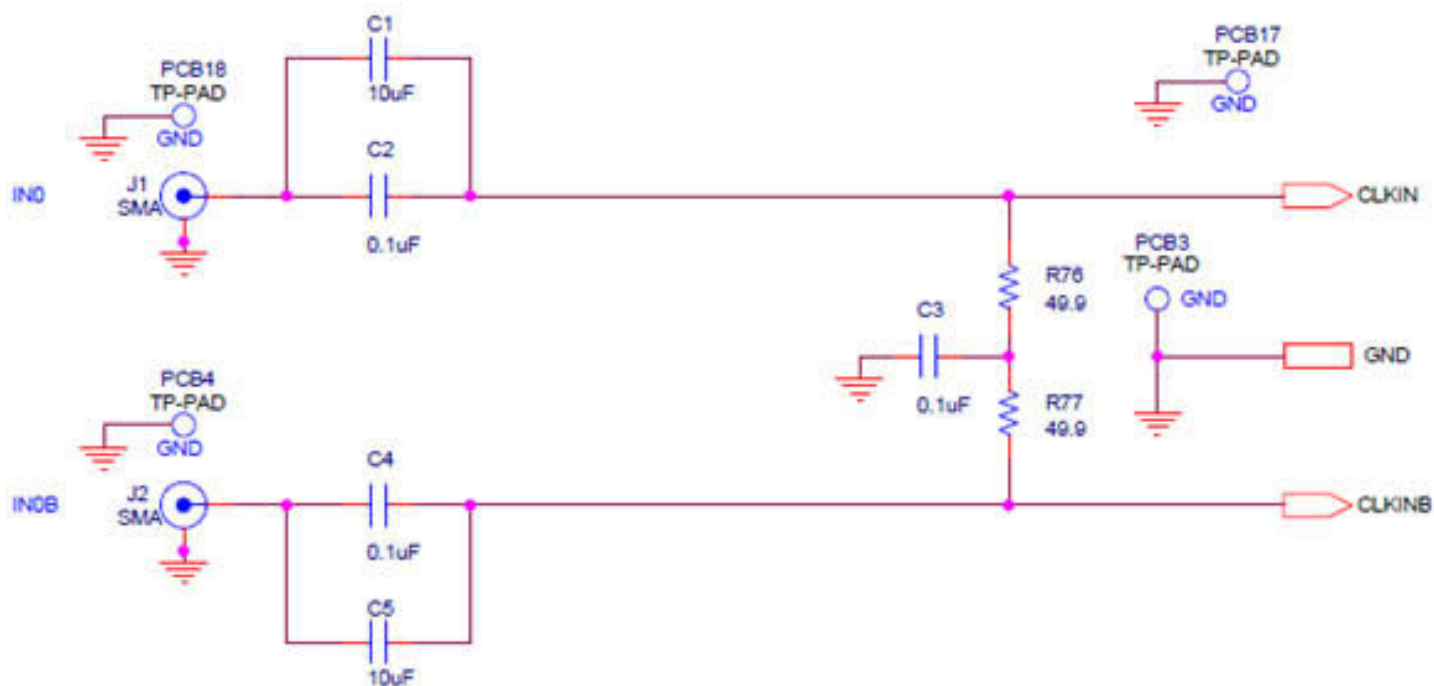 C1
10uF
PCB18
TP-PAD
GND
PCB17
TP-PAD
GND
C2
0.1uF
IN0
J1
SMA
CLKIN
R76
49.9
PCB3
TP-PAD
GND
C3
0.1uF
GND
R77
49.9
PCB4
TP-PAD
GND
C4
0.1uF
IN0B
J2
SMA
CLKINB
C5
10uF